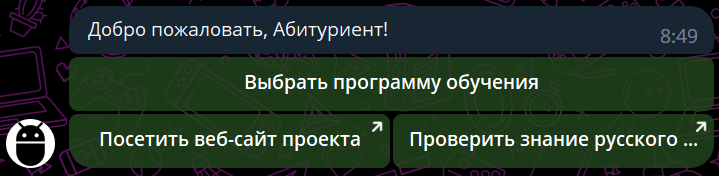 Добро пожаловать, Абитуриент!
8:49
Выбрать программу обучения
Посетить веб-сайт проекта
Проверить знание русского ...